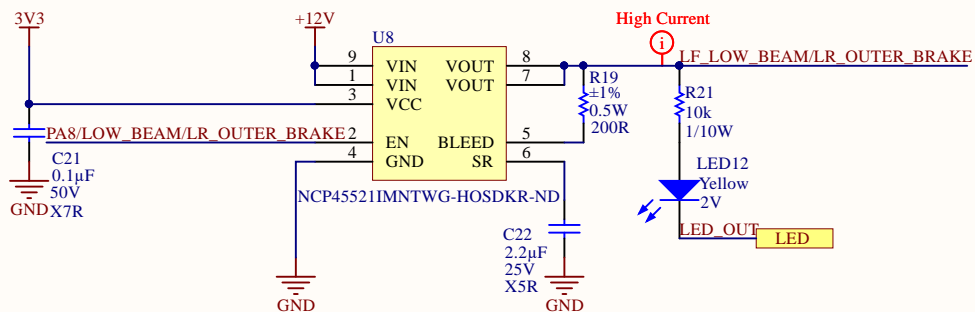 High Current
i
3V3
+12V
U8
LF_LOW_BEAM/LR_OUTER_BRAKE
9 VIN VOUT 8
1 VIN VOUT 7
3 VCC
PA8/LOW_BEAM/LR_OUTER_BRAKE 2 EN BLEED 5
4 GND SR 6
NCP45521IMNTWG-HOSDKR-ND
R19
±1%
0.5W
200R
R21
10k
1/10W
C21
0.1µF
50V
X7R
GND
LED12
Yellow
2V
LED_OUT LED
C22
2.2µF
25V
X5R
GND
GND